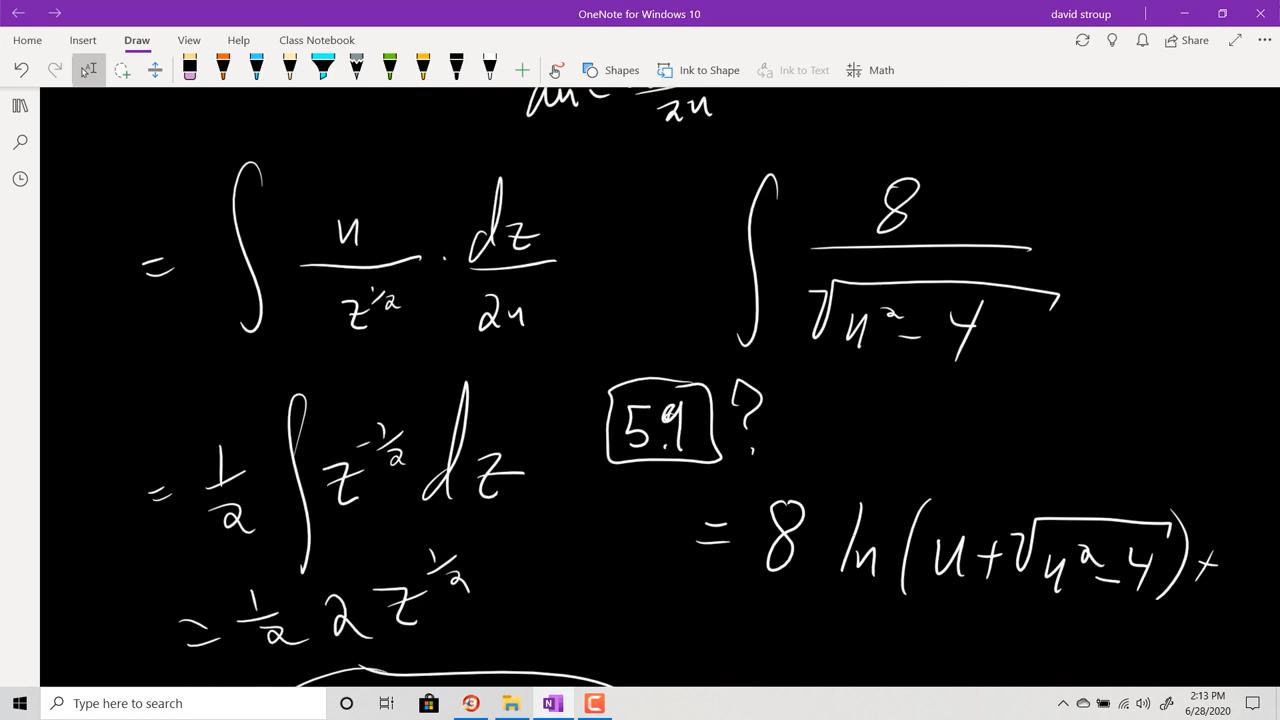 OneNote for Windows 10
david stroup
Home Insert Draw View Help Class Notebook
Share
Shapes Ink to Shape Ink to Text Math
du = 
2u
= ∫ u / z^{1/2} · dz / 2u
∫ 8 / √(u² - 4)
= 1/2 ∫ z^{-1/2} dz
5.9 ?
= 8 ln(u + √(u² - 4)) +
= 1/2 2 z^{1/2}
Type here to search
2:13 PM
6/28/2020